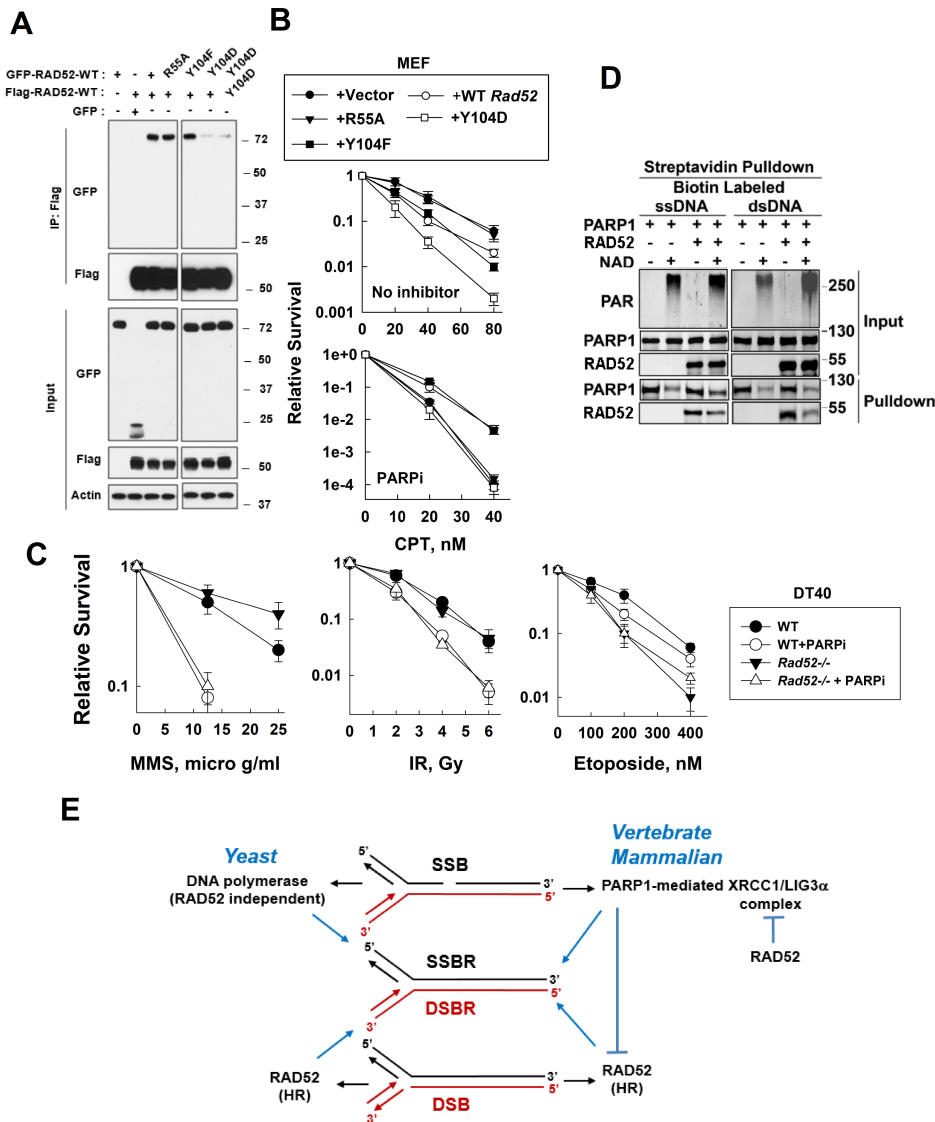 A
R55A
Y104F
Y104D
Y104D
GFP-RAD52-WT : + - +
Flag-RAD52-WT : - + + + + + Y104D
GFP : - + - - - - -
IP: Flag
GFP
72
50
37
25
Flag
50
Input
GFP
72
50
37
25
Flag
50
Actin
37
B
MEF
+Vector
+WT Rad52
+R55A
+Y104D
+Y104F
Relative Survival
1
0.1
0.01
0.001
No inhibitor
0 20 40 60 80
1e+0
1e-1
1e-2
1e-3
1e-4
PARPi
0 10 20 30 40
CPT, nM
D
Streptavidin Pulldown
Biotin Labeled
ssDNA dsDNA
PARP1 + + + + + + + +
RAD52 - - + + - - + +
NAD - + - + - + - +
PAR
250
PARP1
130
RAD52
55
Input
PARP1
130
RAD52
55
Pulldown
C
Relative Survival
1
0.1
0 5 10 15 20 25
MMS, micro g/ml
1
0.1
0.01
0 1 2 3 4 5 6
IR, Gy
1
0.1
0.01
0 100 200 300 400
Etoposide, nM
DT40
WT
WT+PARPi
Rad52-/-
Rad52-/- + PARPi
E
Yeast
Vertebrate
Mammalian
5’
SSB
3’
5’
3’
DNA polymerase
(RAD52 independent)
PARP1-mediated XRCC1/LIG3α
complex
RAD52
5’
SSBR
3’
5’
DSBR
3’
5’
3’
5’
DSB
3’
RAD52
(HR)
RAD52
(HR)